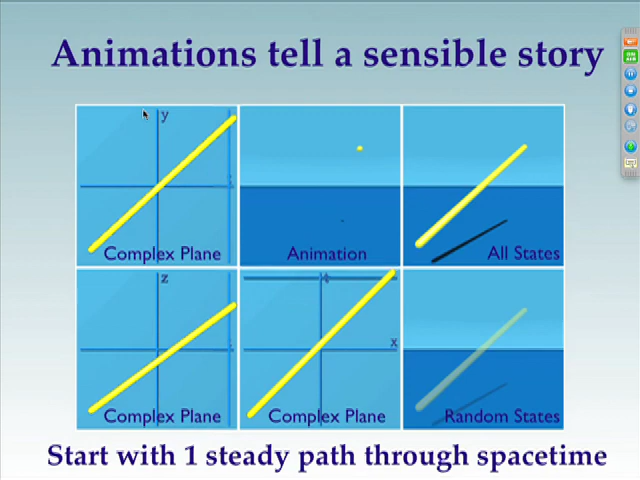 Animations tell a sensible story
y
Complex Plane
Animation
All States
z
Complex Plane
x
Complex Plane
Random States
Start with 1 steady path through spacetime